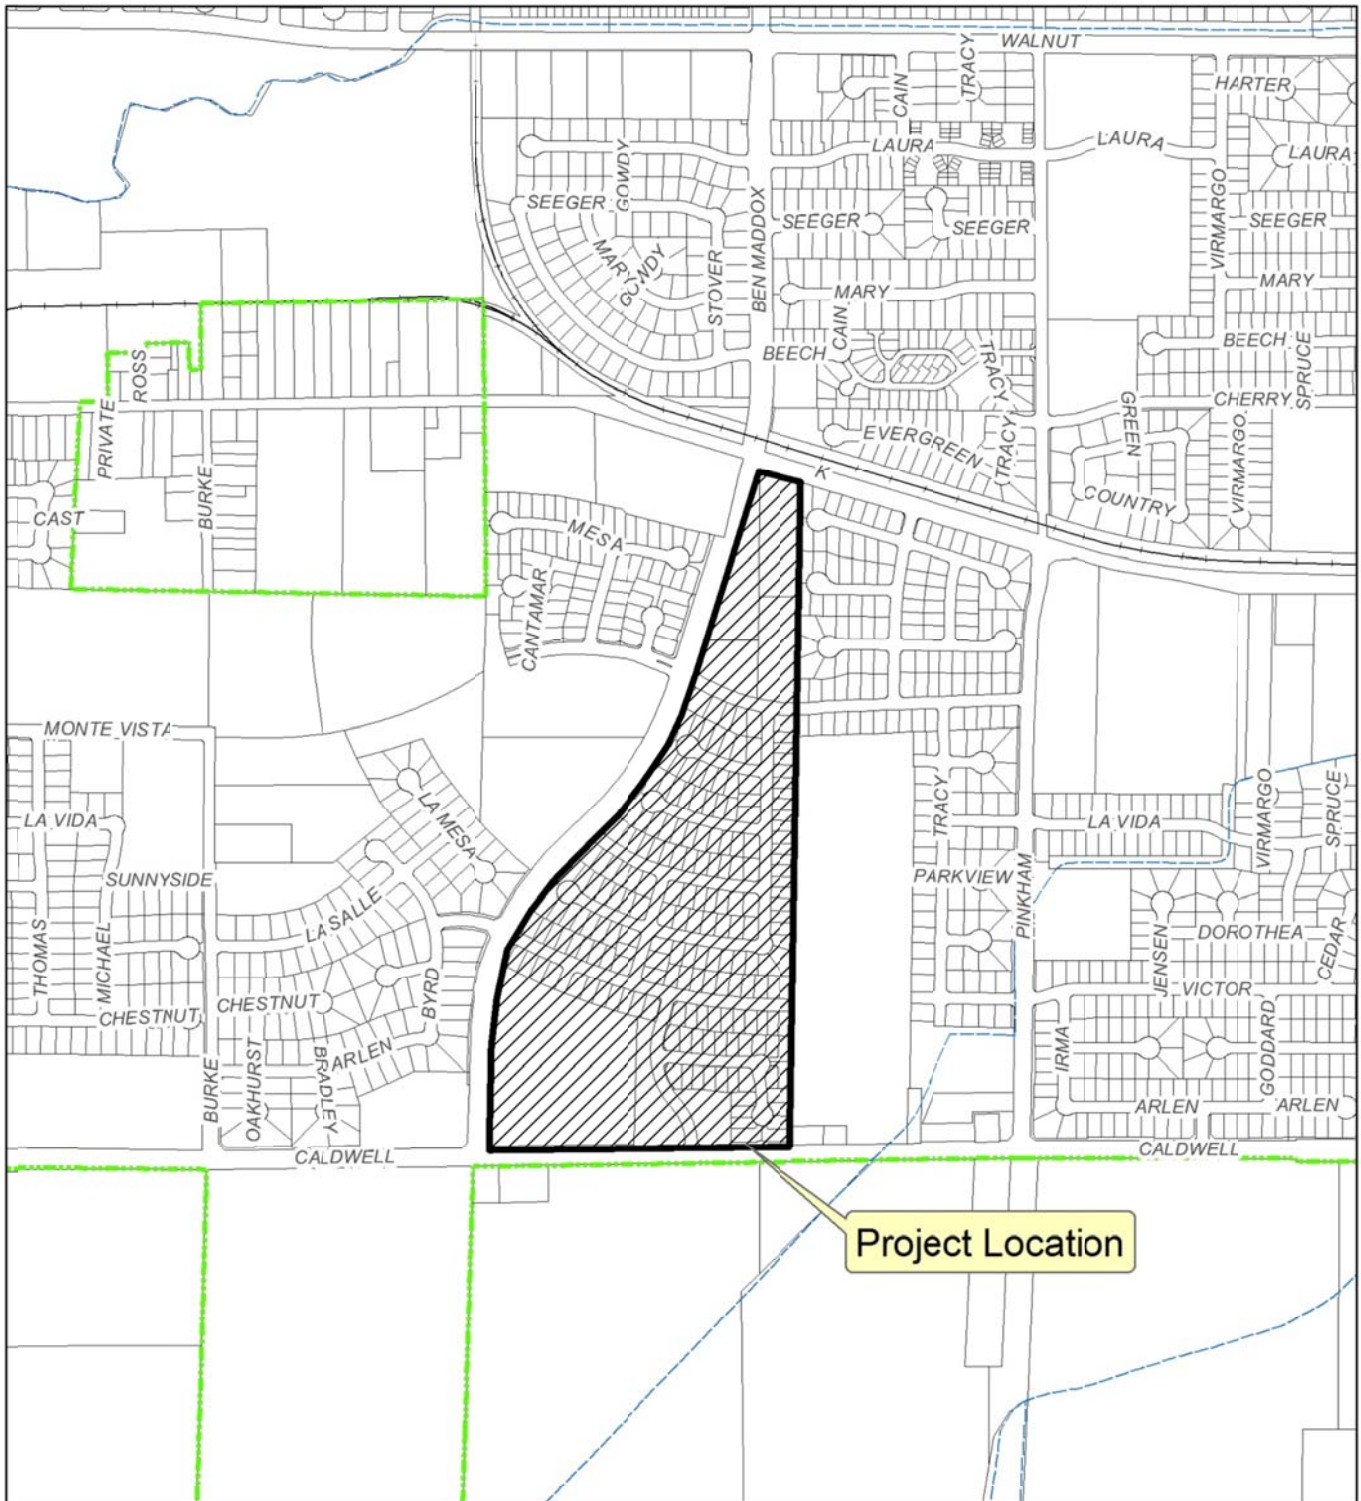 WALNUT
TRACY
CAIN
HARTER
LAURA
LAURA
LAURA
GOWDY
SEEGER
BEN MADDOX
SEEGER
SEEGER
VIRMARGO
SEEGER
MARY
GOWDY
STOVER
MARY
MARY
CAIN
BEECH
TRACY
BEECH
SPRUCE
ROSS
PRIVATE
GREEN
CHERRY
EVERGREEN
TRACY
VIRMARGO
K
BURKE
COUNTRY
CAST
MESA
CANTAMAR
MONTE VISTA
LA VIDA
LA MESA
TRACY
LA VIDA
VIRMARGO
SPRUCE
SUNNYSIDE
PARKVIEW
PINKHAM
LASALLE
THOMAS
MICHAEL
JENSEN
DOROTHEA
CEDAR
CHESTNUT
CHESTNUT
BYRD
VICTOR
IRMA
GODDARD
BURKE
OAKHURST
BRADLEY
ARLEN
ARLEN
ARLEN
CALDWELL
CALDWELL
Project Location